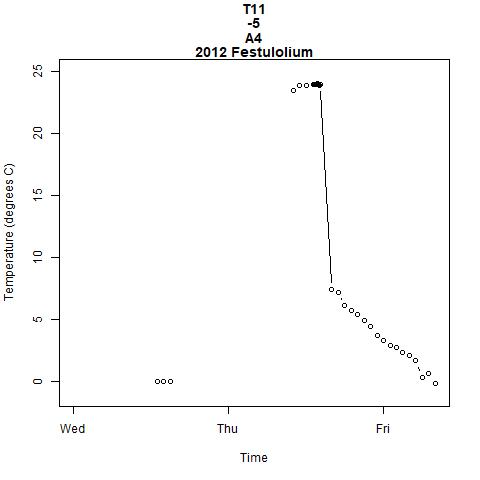 T11
-5
A4
2012 Festulolium
Temperature (degrees C)
25
20
15
10
5
0
Wed Thu Fri
Time